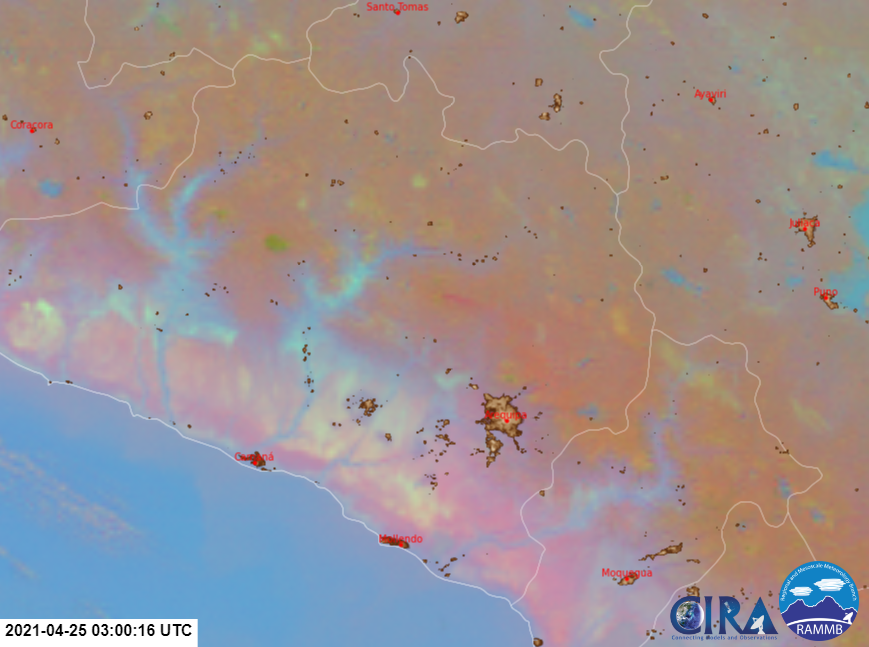 Santo Tomas
Ayaviri
Coracora
Juliaca
Puno
Arequipa
Camaná
Mollendo
Moquegua
2021-04-25 03:00:16 UTC
CIRA
Connecting Models and Observations
Regional and Mesoscale Meteorology Branch
RAMMB